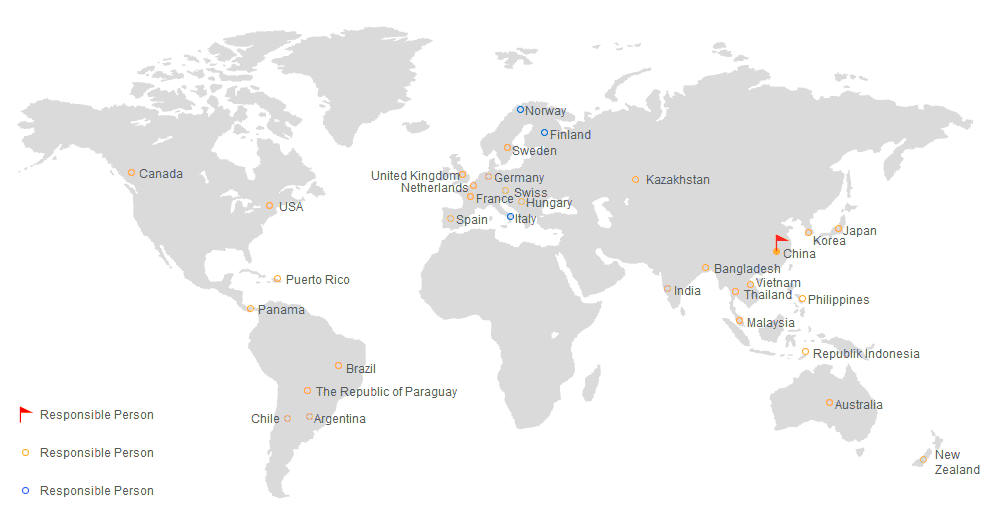 Norway
Finland
Sweden
United Kingdom
Germany
Canada
Kazakhstan
Netherlands
Swiss
France
Hungary
USA
Spain
Italy
Japan
Korea
China
Bangladesh
Puerto Rico
Vietnam
India
Thailand
Philippines
Panama
Malaysia
Republik Indonesia
Brazil
The Republic of Paraguay
Australia
Chile
Argentina
Responsible Person
Responsible Person
New
Zealand
Responsible Person